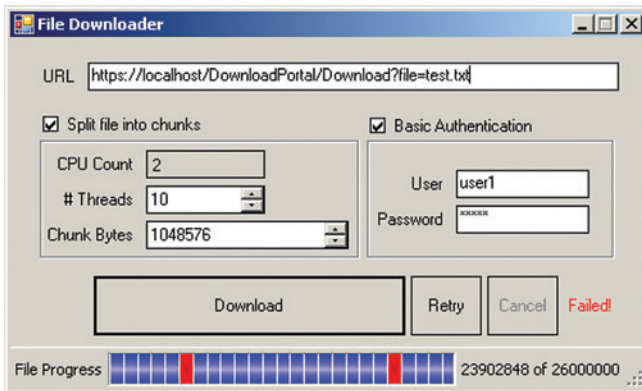 File Downloader
URL https://localhost/DownloadPortal/Download?file=test.txt
Split file into chunks
Basic Authentication
CPU Count 2
# Threads 10
Chunk Bytes 1048576
User user1
Password xxxxx
Download
Retry
Cancel
Failed!
File Progress
23902848 of 26000000